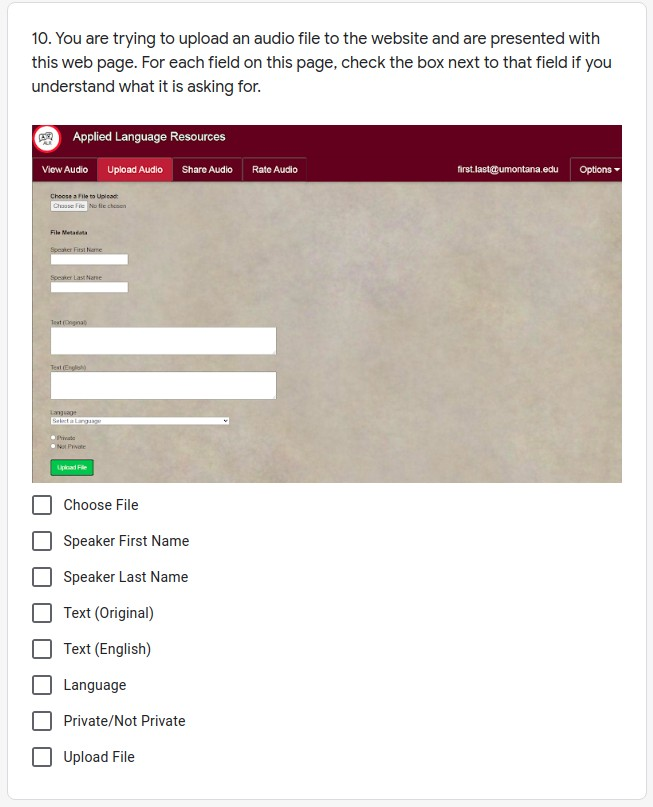 10. You are trying to upload an audio file to the website and are presented with
this web page. For each field on this page, check the box next to that field if you
understand what it is asking for.
ALR
Applied Language Resources
View Audio Upload Audio Share Audio Rate Audio first.last@umontana.edu Options
Choose a File to Upload:
Choose File No file chosen
File Metadata
Speaker First Name
Speaker Last Name
Text (Original)
Text (English)
Language
Select a Language
Private
Not Private
Upload File
Choose File
Speaker First Name
Speaker Last Name
Text (Original)
Text (English)
Language
Private/Not Private
Upload File